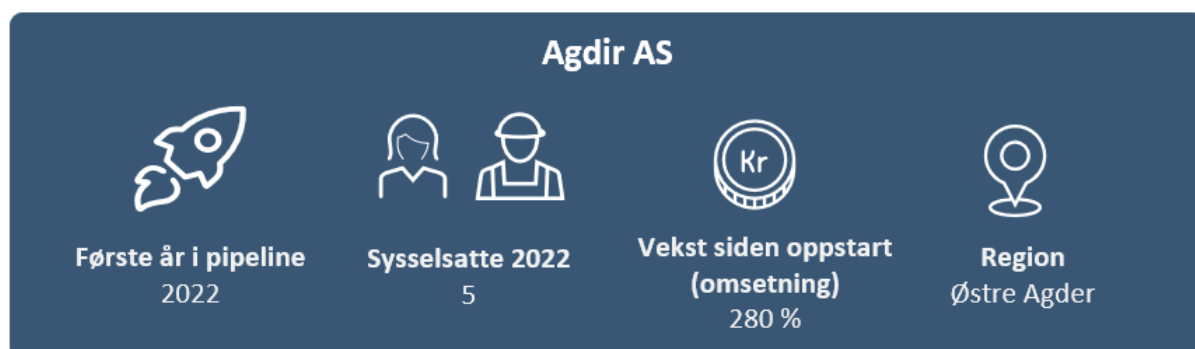 Agdir AS
Kr
Første år i pipeline
2022
Sysselsatte 2022
5
Vekst siden oppstart
(omsetning)
280 %
Region
Østre Agder